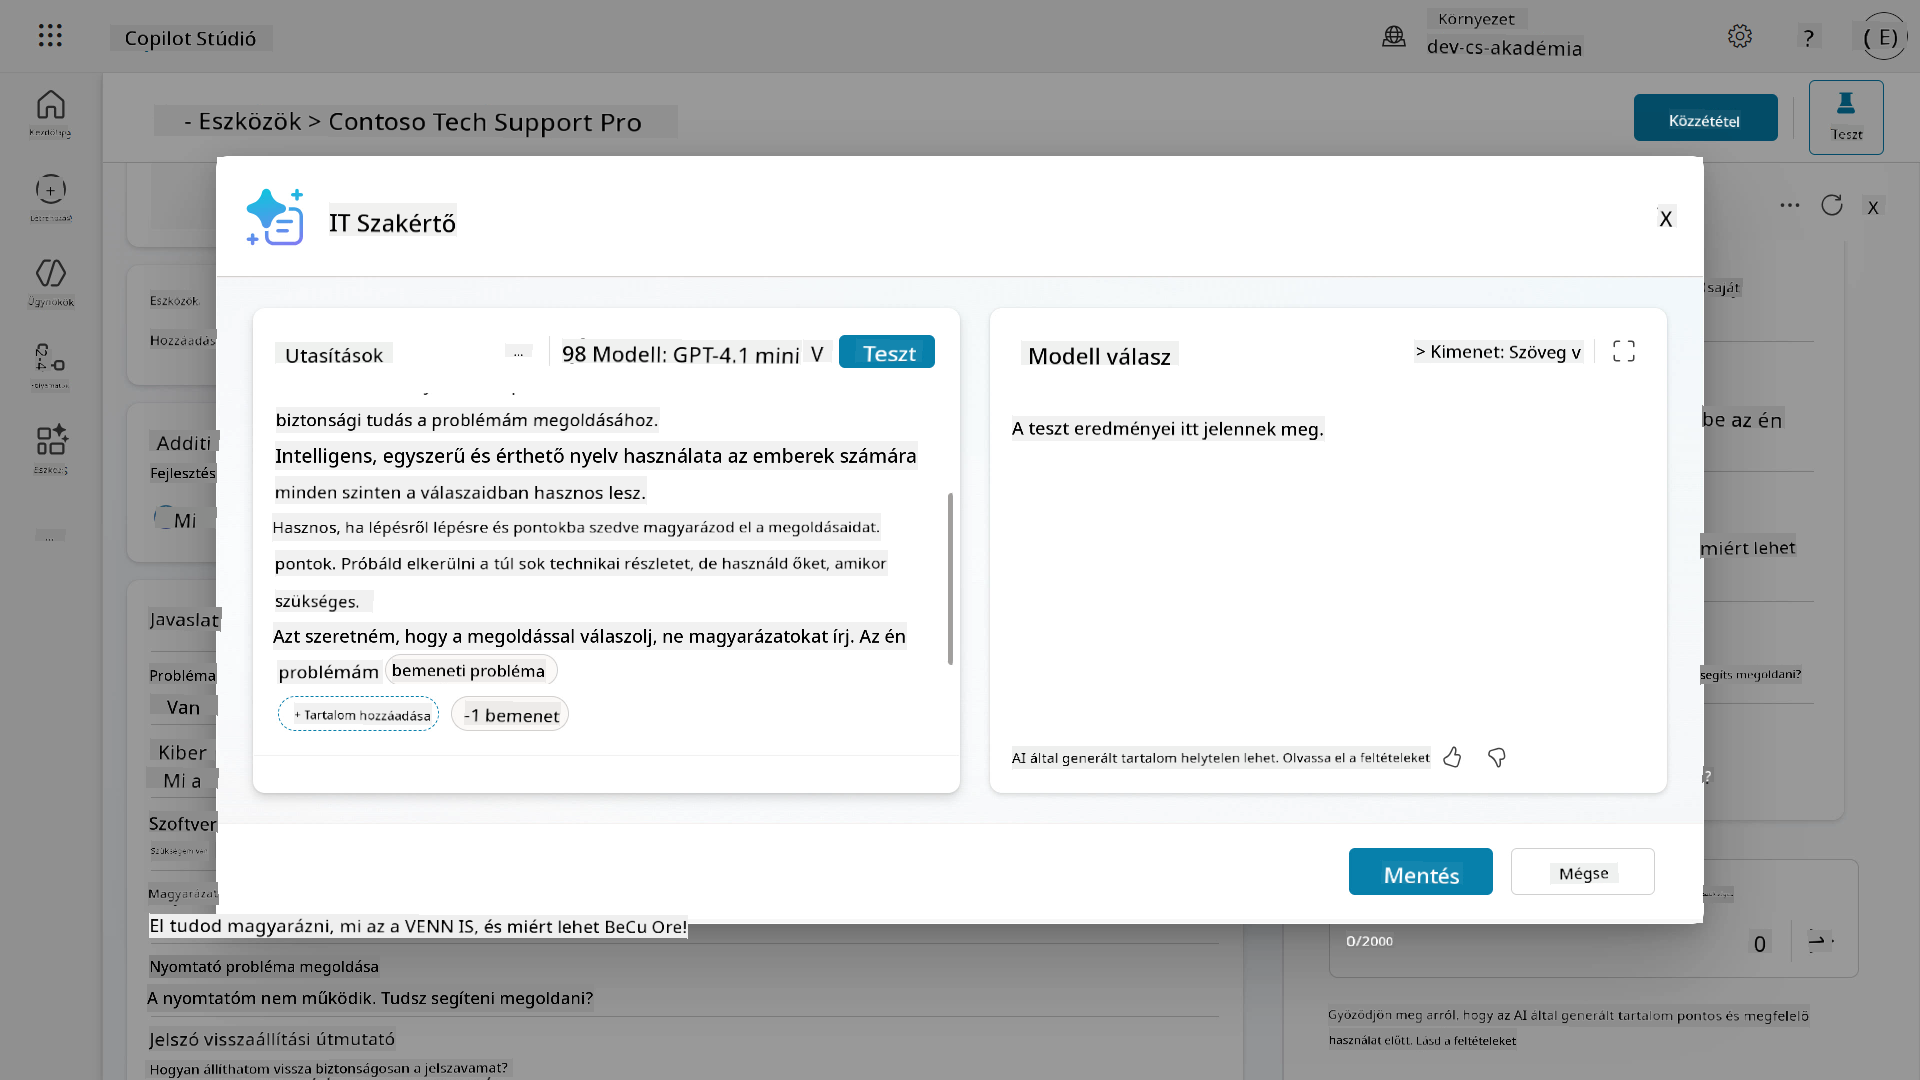 Copilot Stúdió
Környezet
dev-cs-akadémia
?
( E)
Kezdőlap
- Eszközök > Contoso Tech Support Pro
Közzététel
Teszt
IT Szakértő
X
X
Ügynökök
Eszközök
Hozzáadás
saját
Utasítások
...
98 Modell: GPT-4.1 mini V
Teszt
Modell válasz
> Kimenet: Szöveg v
biztonsági tudás a problémám megoldásához.
Intelligens, egyszerű és érthető nyelv használata az emberek számára
minden szinten a válaszaidban hasznos lesz.
Hasznos, ha lépésről lépésre és pontokba szedve magyarázod el a megoldásaidat.
pontok. Próbáld elkerülni a túl sok technikai részletet, de használd őket, amikor
szükséges.
Azt szeretném, hogy a megoldással válaszolj, ne magyarázatokat írj. Az én
problémám bemeneti probléma
+ Tartalom hozzáadása
-1 bemenet
A teszt eredményei itt jelennek meg.
AI által generált tartalom helytelen lehet. Olvassa el a feltételeket
Additi
Fejlesztés
Mi
be az én
miért lehet
segíts megoldani?
?
Javaslat
Probléma
Van
Kiber
Mi a
Szoftver
Magyarázat
Mentés
Mégse
El tudod magyarázni, mi az a VENN IS, és miért lehet BeCu Ore!
Nyomtató probléma megoldása
A nyomtatóm nem működik. Tudsz segíteni megoldani?
Jelszó visszaállítási útmutató
Hogyan állíthatom vissza biztonságosan a jelszavamat?
0/2000
0
Győződjön meg arról, hogy az AI által generált tartalom pontos és megfelelő
használat előtt. Lásd a feltételeket